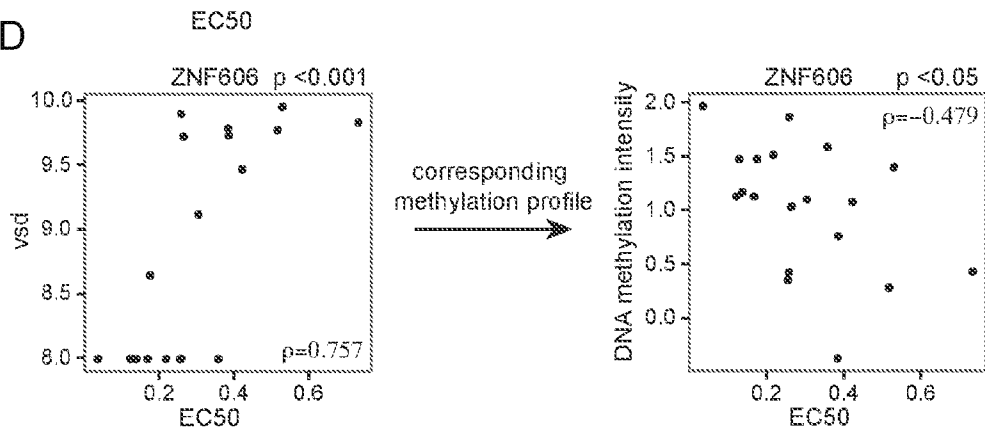 EC50
D
ZNF606 p <0.001
10.0
9.5
9.0
8.5
8.0
vsd
ρ=0.757
0.2 0.4 0.6
EC50
corresponding
methylation profile
ZNF606 p <0.05
2.0
1.5
1.0
0.5
0.0
DNA methylation intensity
ρ=−0.479
0.2 0.4 0.6
EC50